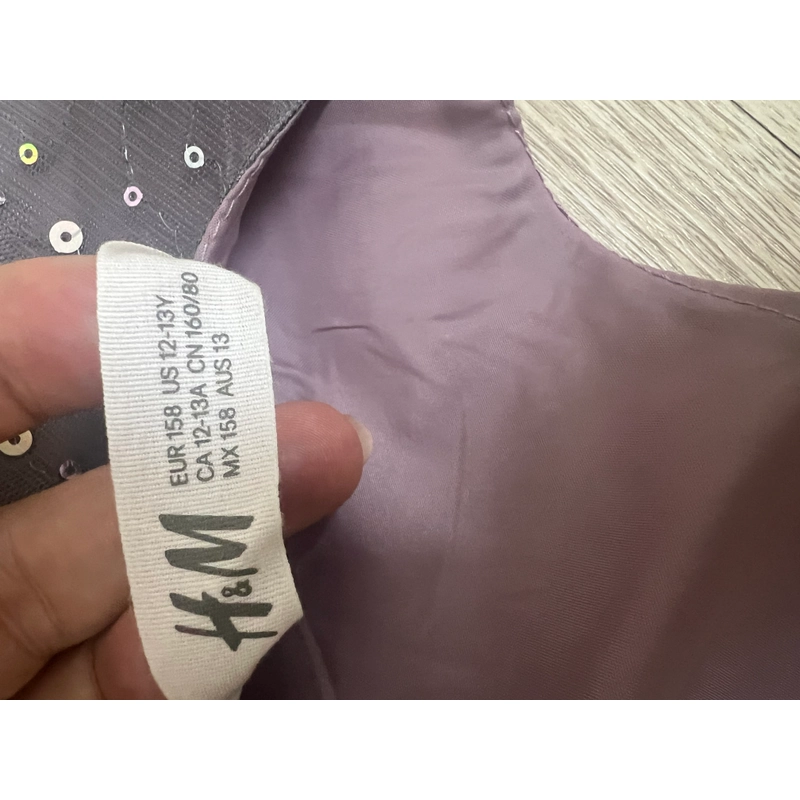 EUR 158 US 12-13Y
CA 12-13A CN 160/80
MX 158 AUS 13
H&M